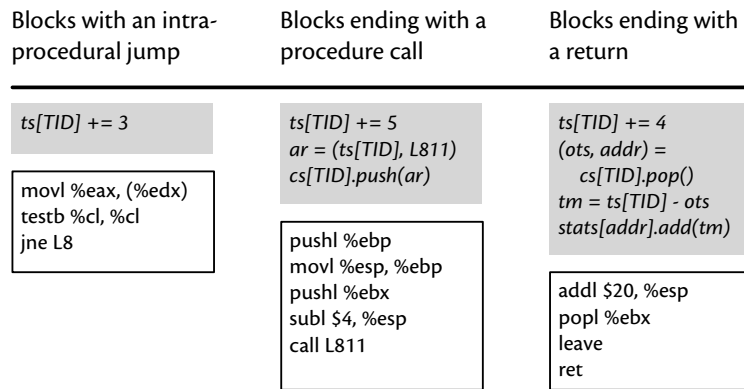 Blocks with an intra-
procedural jump
ts[TID] += 3
movl %eax, (%edx)
testb %cl, %cl
jne L8
Blocks ending with a
procedure call
ts[TID] += 5
ar = (ts[TID], L811)
cs[TID].push(ar)
pushl %ebp
movl %esp, %ebp
pushl %ebx
subl $4, %esp
call L811
Blocks ending with
a return
ts[TID] += 4
(ots, addr) =
cs[TID].pop()
tm = ts[TID] - ots
stats[addr].add(tm)
addl $20, %esp
popl %ebx
leave
ret